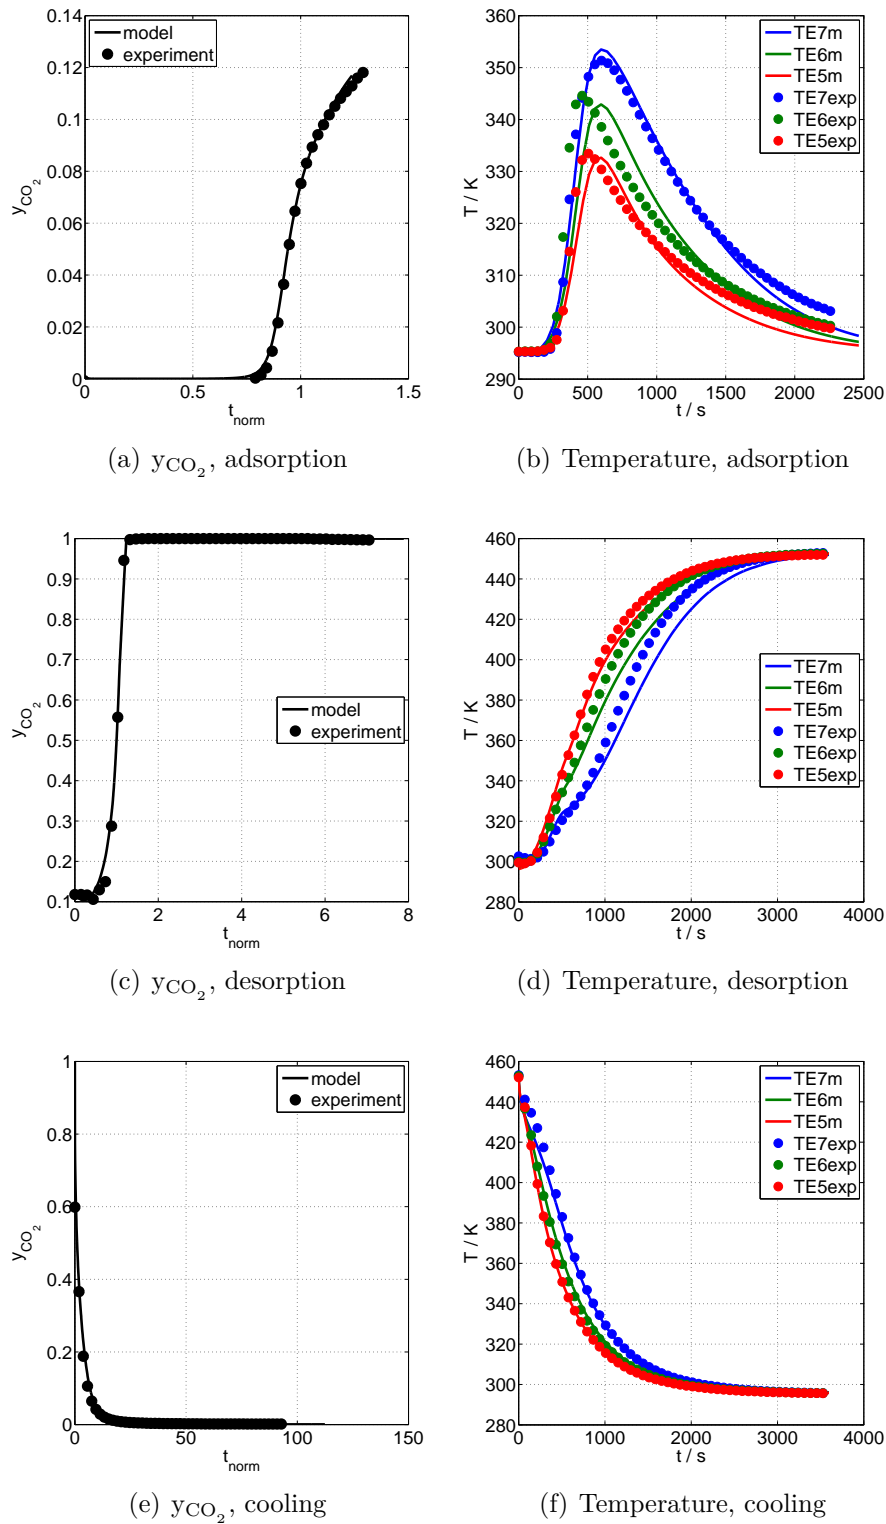 0.14
0.12
0.1
0.08
0.06
0.04
0.02
0
0 0.5 1 1.5
y_CO2
t_norm
model
experiment
(a) y_CO2, adsorption
360
350
340
330
320
310
300
290
0 500 1000 1500 2000 2500
T / K
t / s
TE7m
TE6m
TE5m
TE7exp
TE6exp
TE5exp
(b) Temperature, adsorption
1
0.9
0.8
0.7
0.6
0.5
0.4
0.3
0.2
0.1
0 2 4 6 8
y_CO2
t_norm
model
experiment
(c) y_CO2, desorption
460
440
420
400
380
360
340
320
300
280
0 1000 2000 3000 4000
T / K
t / s
TE7m
TE6m
TE5m
TE7exp
TE6exp
TE5exp
(d) Temperature, desorption
1
0.8
0.6
0.4
0.2
0
0 50 100 150
y_CO2
t_norm
model
experiment
(e) y_CO2, cooling
460
440
420
400
380
360
340
320
300
280
0 1000 2000 3000 4000
T / K
t / s
TE7m
TE6m
TE5m
TE7exp
TE6exp
TE5exp
(f) Temperature, cooling